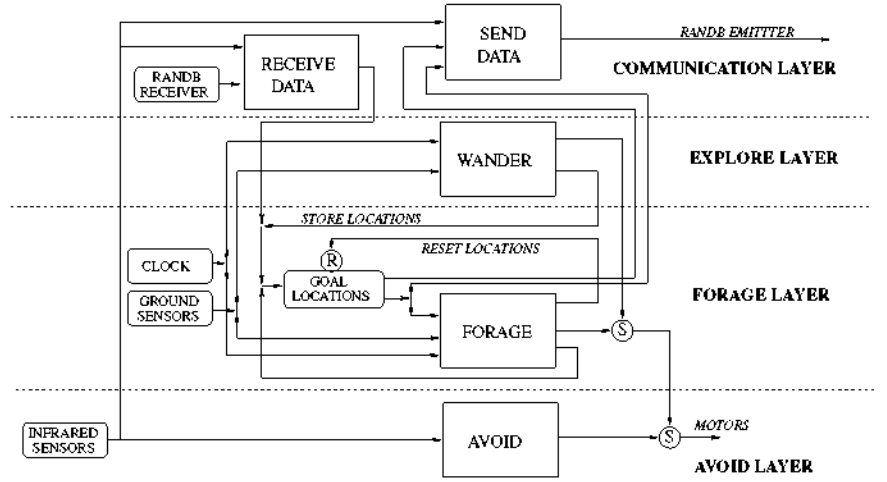 SEND
DATA
RANDB EMITTTER
COMMUNICATION LAYER
RECEIVE
DATA
RANDB
RECEIVER
WANDER
EXPLORE LAYER
STORE LOCATIONS
RESET LOCATIONS
R
CLOCK
GOAL
LOCATIONS
GROUND
SENSORS
FORAGE LAYER
FORAGE
S
INFRARED
SENSORS
AVOID
S
MOTORS
AVOID LAYER